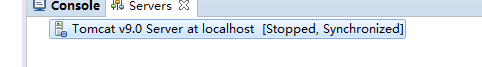 Console Servers
Tomcat v9.0 Server at localhost [Stopped, Synchronized]